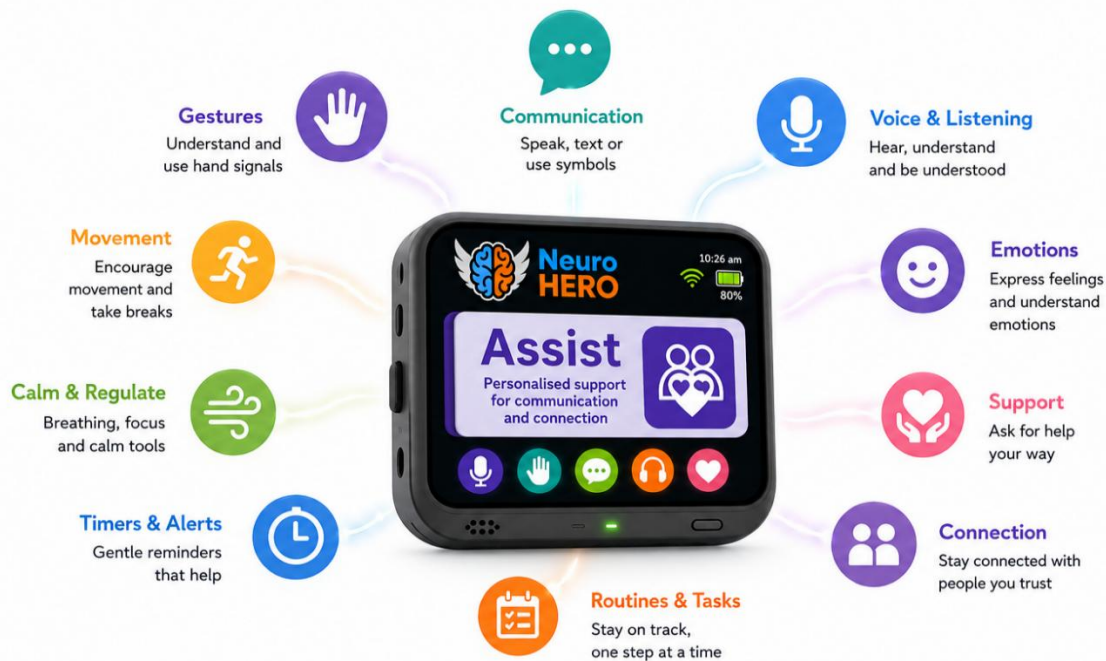 Communication
Speak, text or
use symbols
Gestures
Understand and
use hand signals
Voice & Listening
Hear, understand
and be understood
Movement
Encourage
movement and
take breaks
Emotions
Express feelings
and understand
emotions
Calm & Regulate
Breathing, focus
and calm tools
Support
Ask for help
your way
Timers & Alerts
Gentle reminders
that help
Connection
Stay connected with
people you trust
Routines & Tasks
Stay on track,
one step at a time
Neuro
HERO
10:26 am
80%
Assist
Personalised support
for communication
and connection